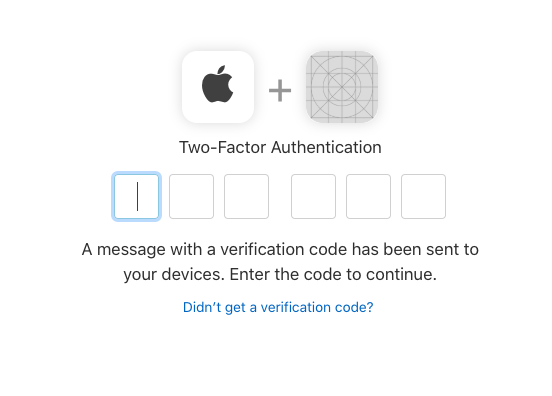 Two-Factor Authentication
A message with a verification code has been sent to
your devices. Enter the code to continue.
Didn’t get a verification code?